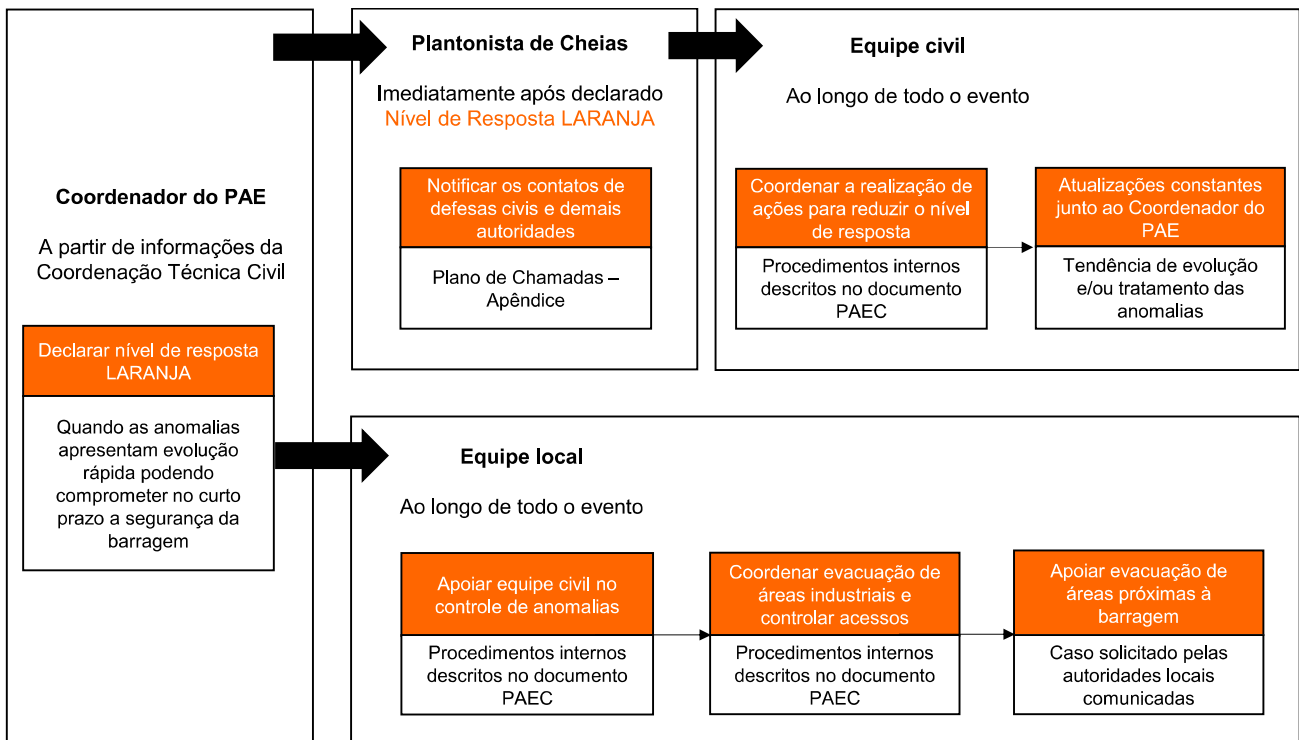 Coordenador do PAE
A partir de informações da
Coordenação Técnica Civil
Declarar nível de resposta
LARANJA
Quando as anomalias
apresentam evolução
rápida podendo
comprometer no curto
prazo a segurança da
barragem
Plantonista de Cheias
Imediatamente após declarado
Nível de Resposta LARANJA
Notificar os contatos de
defesas civis e demais
autoridades
Plano de Chamadas –
Apêndice
Equipe civil
Ao longo de todo o evento
Coordenar a realização de
ações para reduzir o nível
de resposta
Procedimentos internos
descritos no documento
PAEC
Atualizações constantes
junto ao Coordenador do
PAE
Tendência de evolução
e/ou tratamento das
anomalias
Equipe local
Ao longo de todo o evento
Apoiar equipe civil no
controle de anomalias
Procedimentos internos
descritos no documento
PAEC
Coordenar evacuação de
áreas industriais e
controlar acessos
Procedimentos internos
descritos no documento
PAEC
Apoiar evacuação de
áreas próximas à
barragem
Caso solicitado pelas
autoridades locais
comunicadas